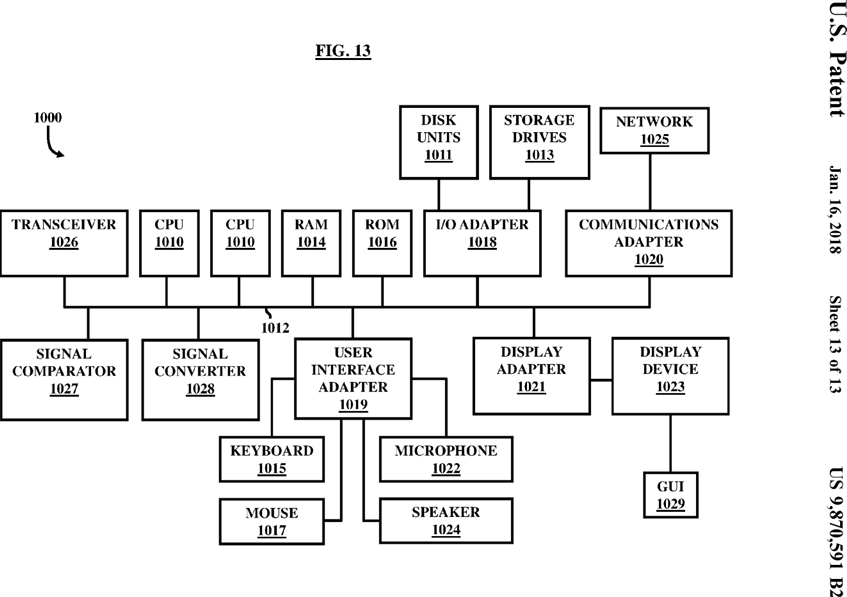 U.S. Patent
Jan. 16, 2018
Sheet 13 of 13
US 9,870,591 B2
FIG. 13
1000
DISK
UNITS
1011
STORAGE
DRIVES
1013
NETWORK
1025
TRANSCEIVER
1026
CPU
1010
CPU
1010
RAM
1014
ROM
1016
I/O ADAPTER
1018
COMMUNICATIONS
ADAPTER
1020
1012
SIGNAL
COMPARATOR
1027
SIGNAL
CONVERTER
1028
USER
INTERFACE
ADAPTER
1019
DISPLAY
ADAPTER
1021
DISPLAY
DEVICE
1023
KEYBOARD
1015
MICROPHONE
1022
MOUSE
1017
SPEAKER
1024
GUI
1029